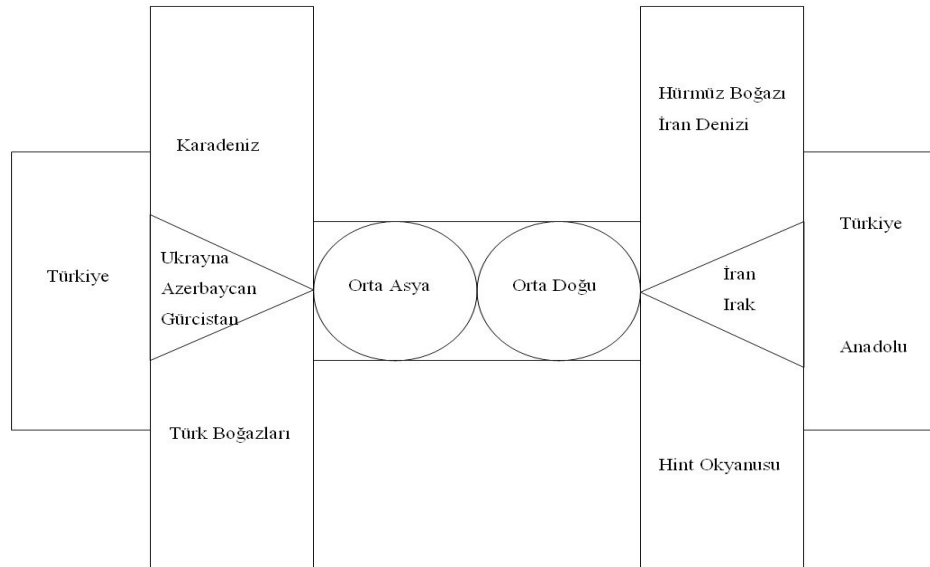 Türkiye
Karadeniz
Ukrayna
Azerbaycan
Gürcistan
Türk Boğazları
Orta Asya
Orta Doğu
Hürmüz Boğazı
İran Denizi
İran
Irak
Hint Okyanusu
Türkiye
Anadolu